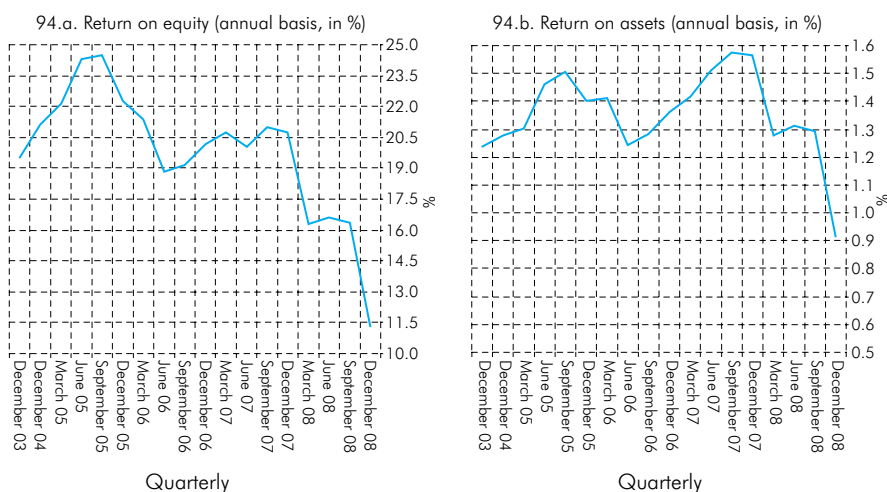 94.a. Return on equity (annual basis, in %)
25.0
23.5
22.0
20.5
19.0
17.5
16.0
14.5
13.0
11.5
10.0
%
December 03
December 04
March 05
June 05
September 05
December 05
March 06
June 06
September 06
December 06
March 07
June 07
September 07
December 07
March 08
June 08
September 08
December 08
Quarterly
94.b. Return on assets (annual basis, in %)
1.6
1.5
1.4
1.3
1.2
1.1
1.0
0.9
0.8
0.7
0.6
0.5
%
December 03
December 04
March 05
June 05
September 05
December 05
March 06
June 06
September 06
December 06
March 07
June 07
September 07
December 07
March 08
June 08
September 08
December 08
Quarterly